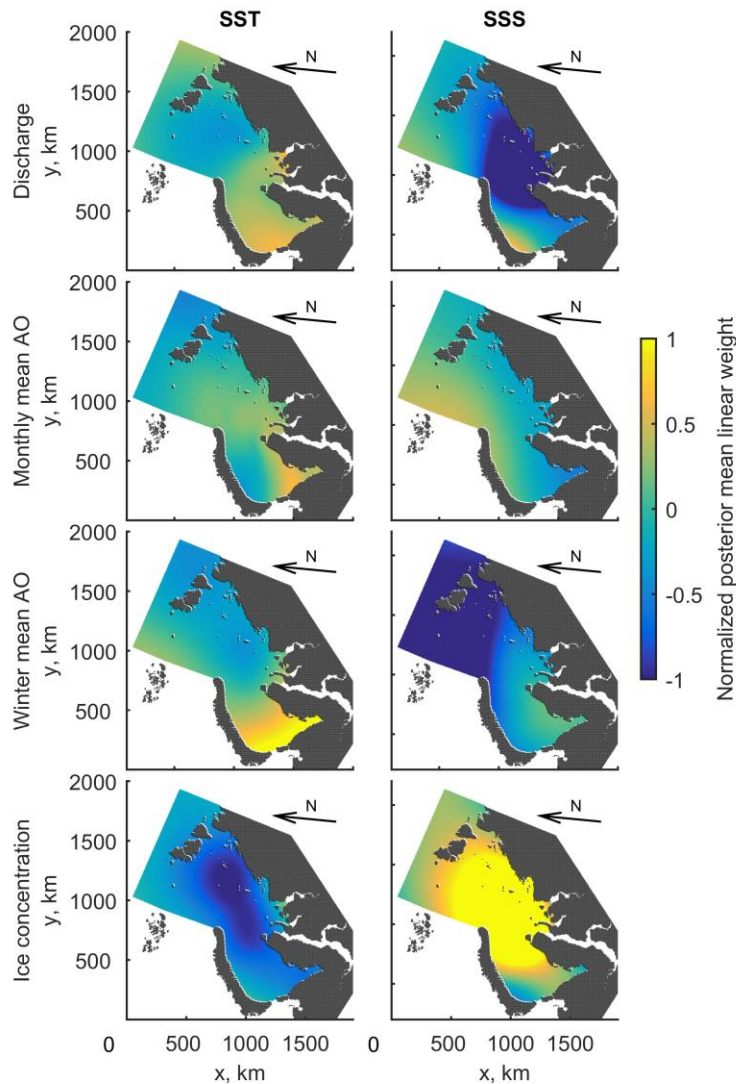 SST
SSS
Discharge
y, km
2000
1500
1000
500
N
N
Monthly mean AO
y, km
2000
1500
1000
500
N
N
Winter mean AO
y, km
2000
1500
1000
500
N
N
Ice concentration
y, km
2000
1500
1000
500
N
N
0
500 1000 1500
x, km
0
500 1000 1500
x, km
1
0.5
0
-0.5
-1
Normalized posterior mean linear weight